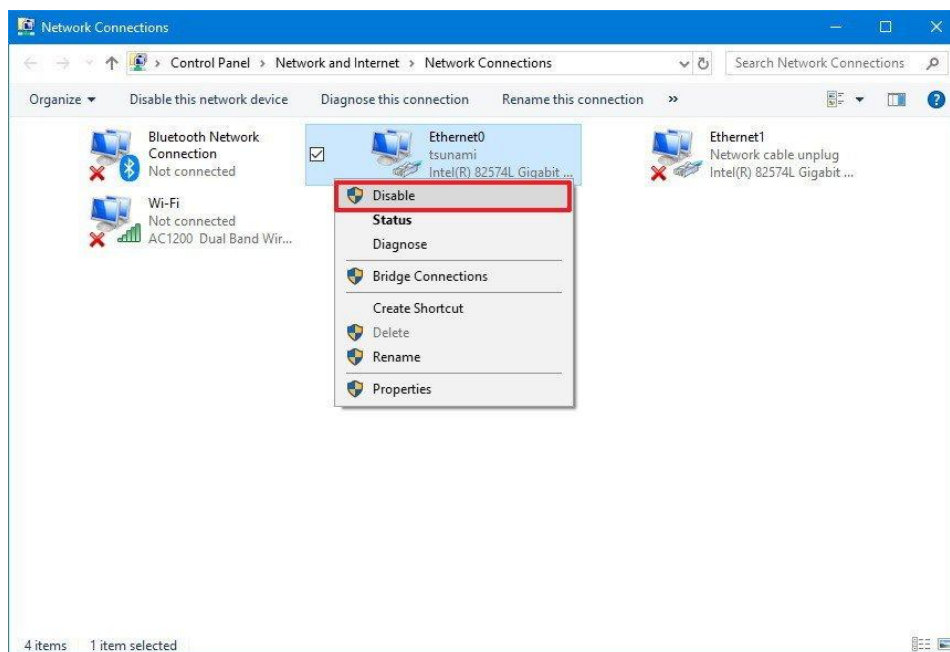 Network Connections
Control Panel > Network and Internet > Network Connections
Search Network Connections
Organize
Disable this network device
Diagnose this connection
Rename this connection
»
Bluetooth Network
Connection
Not connected
Ethernet0
tsunami
Intel(R) 82574L Gigabit ...
Ethernet1
Network cable unplug
Intel(R) 82574L Gigabit ...
Wi-Fi
Not connected
AC1200 Dual Band Wir...
Disable
Status
Diagnose
Bridge Connections
Create Shortcut
Delete
Rename
Properties
4 items
1 item selected